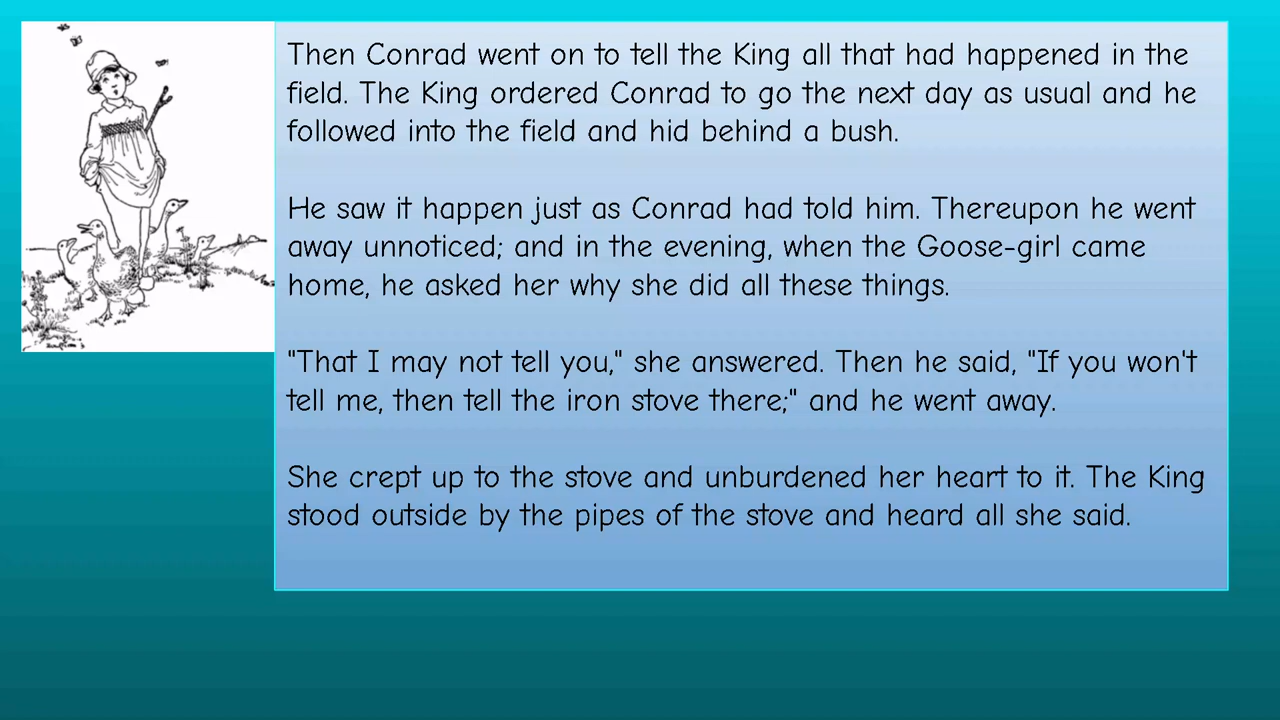 Then Conrad went on to tell the King all that had happened in the
field. The King ordered Conrad to go the next day as usual and he
followed into the field and hid behind a bush.
He saw it happen just as Conrad had told him. Thereupon he went
away unnoticed; and in the evening, when the Goose-girl came
home, he asked her why she did all these things.
"That I may not tell you," she answered. Then he said, "If you won't
tell me, then tell the iron stove there;" and he went away.
She crept up to the stove and unburdened her heart to it. The King
stood outside by the pipes of the stove and heard all she said.